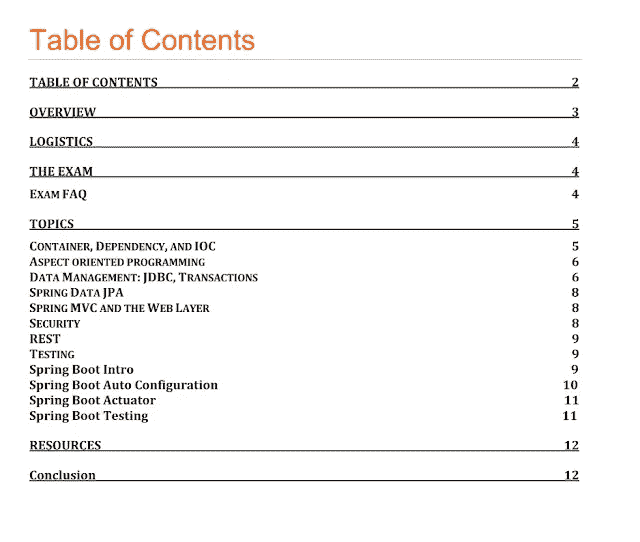 Table of Contents
TABLE OF CONTENTS 2
OVERVIEW 3
LOGISTICS 4
THE EXAM 4
EXAM FAQ 4
TOPICS 5
CONTAINER, DEPENDENCY, AND IOC 5
ASPECT ORIENTED PROGRAMMING 6
DATA MANAGEMENT: JDBC, TRANSACTIONS 6
SPRING DATA JPA 8
SPRING MVC AND THE WEB LAYER 8
SECURITY 8
REST 9
TESTING 9
Spring Boot Intro 9
Spring Boot Auto Configuration 10
Spring Boot Actuator 11
Spring Boot Testing 11
RESOURCES 12
Conclusion 12